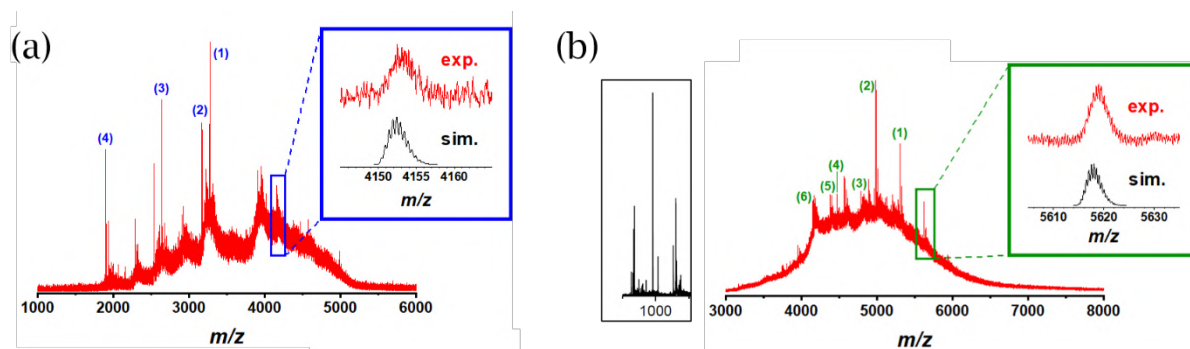 (a)
(1)
(2)
(3)
(4)
exp.
sim.
4150 4155 4160
m/z
1000 2000 3000 4000 5000 6000
m/z
(b)
1000
(2)
(1)
(4)
(3)
(5)
(6)
exp.
sim.
5610 5620 5630
m/z
3000 4000 5000 6000 7000 8000
m/z